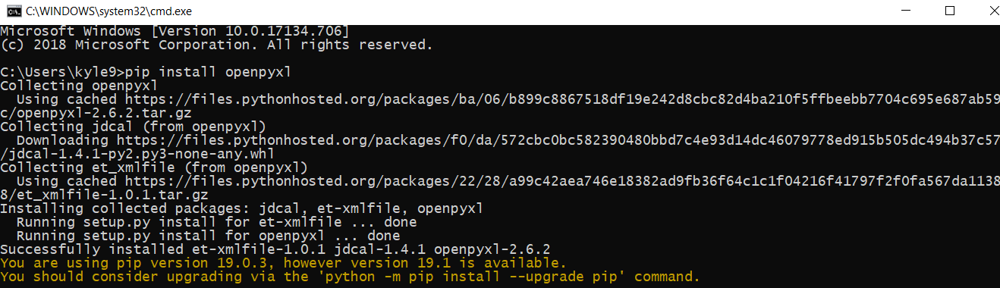 C:\WINDOWS\system32\cmd.exe
Microsoft Windows [Version 10.0.17134.706]
(c) 2018 Microsoft Corporation. All rights reserved.
C:\Users\kyle9>pip install openpyxl
Collecting openpyxl
  Using cached https://files.pythonhosted.org/packages/ba/06/b899c8867518df19e242d8cbc82d4ba210f5ffbeebb7704c695e687ab59
c/openpyxl-2.6.2.tar.gz
Collecting jdcal (from openpyxl)
  Downloading https://files.pythonhosted.org/packages/f0/da/572cbc0bc582390480bbd7c4e93d14dc46079778ed915b505dc494b37c57
/jdcal-1.4.1-py2.py3-none-any.whl
Collecting et_xmlfile (from openpyxl)
  Using cached https://files.pythonhosted.org/packages/22/28/a99c42aea746e18382ad9fb36f64c1c1f04216f41797f2f0fa567da1138
8/et_xmlfile-1.0.1.tar.gz
Installing collected packages: jdcal, et-xmlfile, openpyxl
  Running setup.py install for et-xmlfile ... done
  Running setup.py install for openpyxl ... done
Successfully installed et-xmlfile-1.0.1 jdcal-1.4.1 openpyxl-2.6.2
You are using pip version 19.0.3, however version 19.1 is available.
You should consider upgrading via the 'python -m pip install --upgrade pip' command.